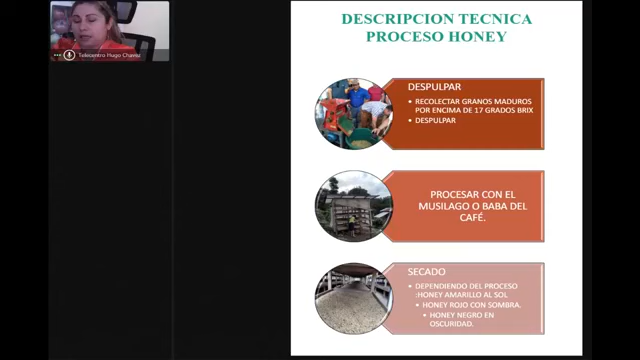 Telecentro Hugo Chavez
DESCRIPCION TECNICA
PROCESO HONEY
DESPULPAR
• RECOLECTAR GRANOS MADUROS
POR ENCIMA DE 17 GRADOS BRIX
• DESPULPAR
PROCESAR CON EL
MUSILAGO O BABA DEL
CAFÉ.
SECADO
• DEPENDIENDO DEL PROCESO
:HONEY AMARILLO AL SOL
• HONEY ROJO CON SOMBRA.
• HONEY NEGRO EN
OSCURIDAD.